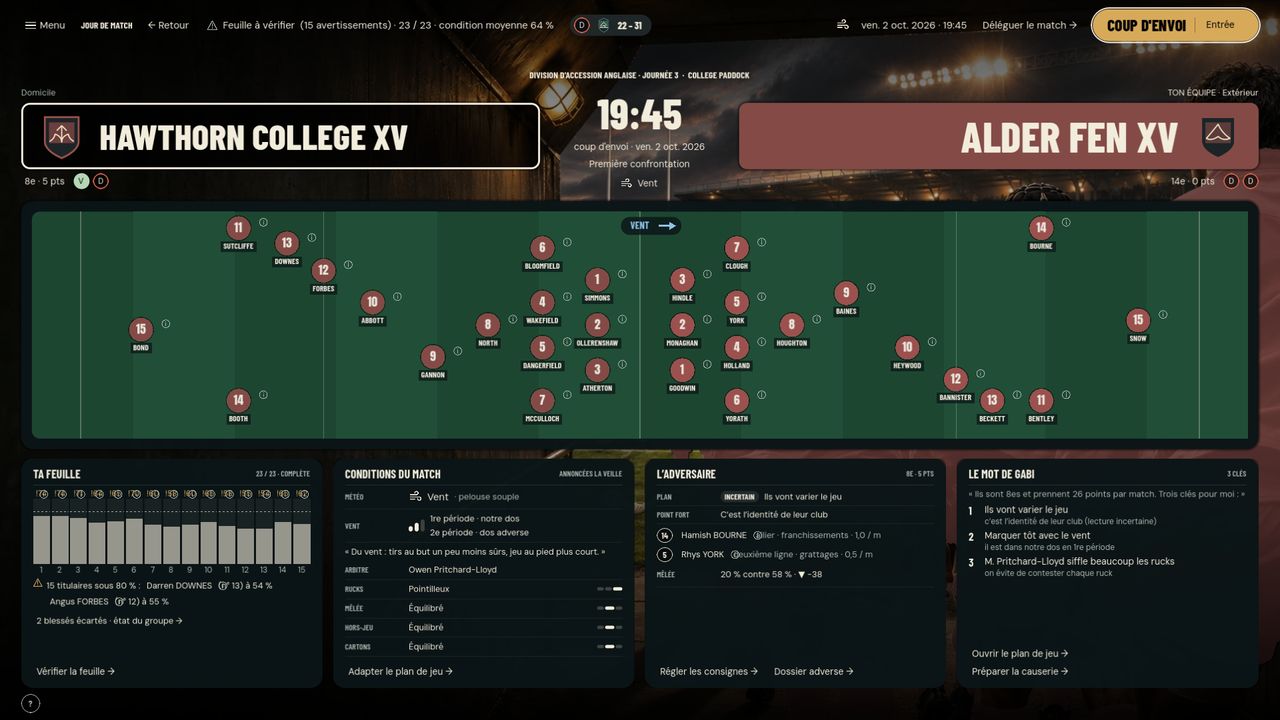 Menu
JOUR DE MATCH
← Retour
Feuille à vérifier (15 avertissements) · 23 / 23 · condition moyenne 64 %
D 22 – 31
ven. 2 oct. 2026 · 19:45
Déléguer le match →
COUP D'ENVOI Entrée
DIVISION D'ACCESSION ANGLAISE · JOURNÉE 3 · COLLEGE PADDOCK
Domicile
TON ÉQUIPE · Extérieur
HAWTHORN COLLEGE XV
19:45
ALDER FEN XV
coup d'envoi · ven. 2 oct. 2026
Première confrontation
Vent
8e · 5 pts V D
14e · 0 pts D D
VENT →
11 SUTCLIFFE
13 DOWNES
12 FORBES
10 ABBOTT
15 BOND
9 GANNON
14 BOOTH
8 NORTH
6 BLOOMFIELD
4 WAKEFIELD
5 DANGERFIELD
7 MCCULLOCH
1 SIMMONS
2 OLLERENSHAW
3 ATHERTON
3 HINDLE
2 MONAGHAN
1 GOODWIN
7 CLOUGH
5 YORK
4 HOLLAND
6 YORATH
8 HOUGHTON
9 BAINES
10 HEYWOOD
12 BANNISTER
13 BECKETT
11 BENTLEY
14 BOURNE
15 SNOW
TA FEUILLE
23 / 23 · COMPLÈTE
1 2 3 4 5 6 7 8 9 10 11 12 13 14 15
15 titulaires sous 80 % : Darren DOWNES (n° 13) à 54 %
Angus FORBES (n° 12) à 55 %
2 blessés écartés · état du groupe →
Vérifier la feuille →
CONDITIONS DU MATCH
ANNONCÉES LA VEILLE
MÉTÉO Vent · pelouse souple
VENT 1re période · notre dos
2e période · dos adverse
« Du vent : tirs au but un peu moins sûrs, jeu au pied plus court. »
ARBITRE Owen Pritchard-Lloyd
RUCKS Pointilleux
MÊLÉE Équilibré
HORS-JEU Équilibré
CARTONS Équilibré
Adapter le plan de jeu →
L'ADVERSAIRE
8E · 5 PTS
PLAN INCERTAIN Ils vont varier le jeu
POINT FORT C'est l'identité de leur club
14 Hamish BOURNE ailier · franchissements · 1,0 / m
5 Rhys YORK deuxième ligne · grattages · 0,5 / m
MÊLÉE 20 % contre 58 % · ▼ −38
Régler les consignes →
Dossier adverse →
LE MOT DE GABI
3 CLÉS
« Ils sont 8es et prennent 26 points par match. Trois clés pour moi : »
1 Ils vont varier le jeu
c'est l'identité de leur club (lecture incertaine)
2 Marquer tôt avec le vent
il est dans notre dos en 1re période
3 M. Pritchard-Lloyd siffle beaucoup les rucks
on évite de contester chaque ruck
Ouvrir le plan de jeu →
Préparer la causerie →
?